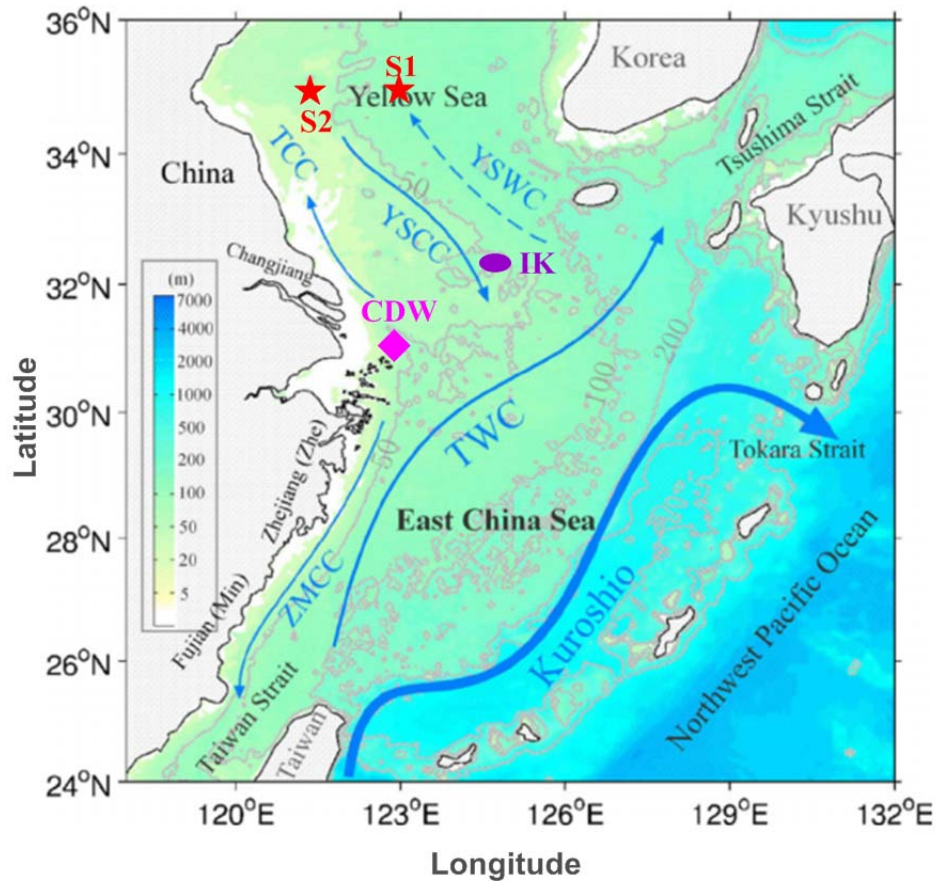 36°N
34°N
32°N
30°N
28°N
26°N
24°N
Latitude
120°E
123°E
126°E
129°E
132°E
Longitude
Korea
S1
Yellow Sea
S2
Tsushima Strait
TCC
China
YSWC
50
YSCC
Kyushu
Changjiang
IK
(m)
7000
4000
1000
500
200
100
50
20
5
CDW
200
100
TWC
50
Zhejiang (Zhe)
Tokara Strait
East China Sea
ZMCC
Fujian (Min)
Kuroshio
Northwest Pacific Ocean
Taiwan Strait
Taiwan